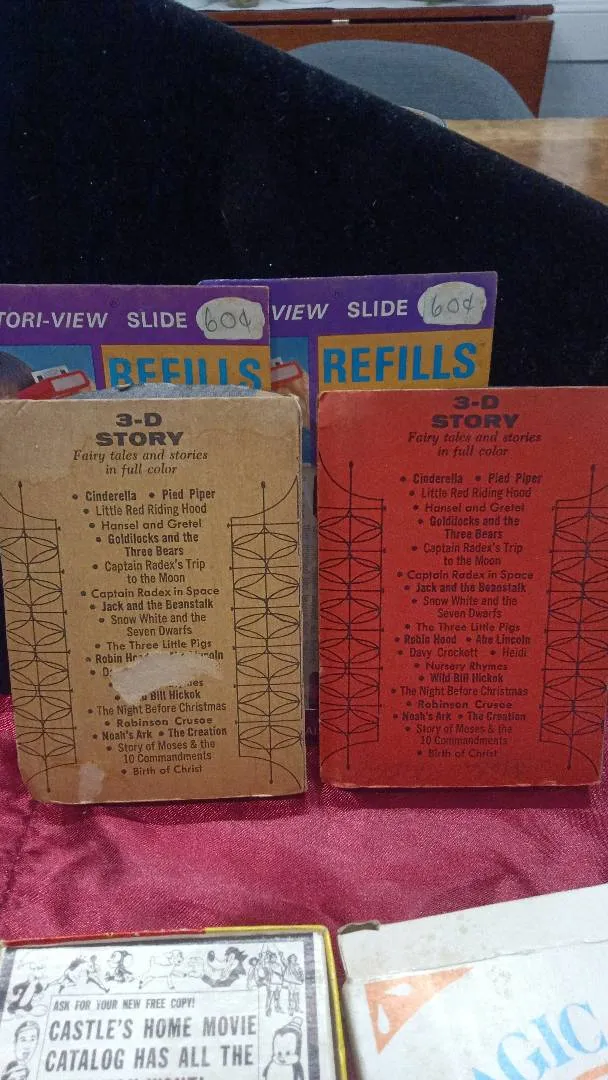 TORI-VIEW SLIDE 60¢
REFILLS
VIEW SLIDE 60¢
REFILLS
3-D
STORY
Fairy tales and stories
in full color
• Cinderella • Pied Piper
• Little Red Riding Hood
• Hansel and Gretel
• Goldilocks and the
Three Bears
• Captain Radex's Trip
to the Moon
• Captain Radex in Space
• Jack and the Beanstalk
• Snow White and the
Seven Dwarfs
• The Three Little Pigs
• Robin
Bill Hickok
• The Night Before Christmas
• Robinson Crusoe
• Noah's Ark • The Creation
• Story of Moses & the
10 Commandments
• Birth of Christ
3-D
STORY
Fairy tales and stories
in full color
• Cinderella • Pied Piper
• Little Red Riding Hood
• Hansel and Gretel
• Goldilocks and the
Three Bears
• Captain Radex's Trip
to the Moon
• Captain Radex in Space
• Jack and the Beanstalk
• Snow White and the
Seven Dwarfs
• The Three Little Pigs
• Robin Hood • Abe Lincoln
• Davy Crockett • Heidi
• Nursery Rhymes
• Wild Bill Hickok
• The Night Before Christmas
• Robinson Crusoe
• Noah's Ark • The Creation
• Story of Moses & the
10 Commandments
• Birth of Christ
ASK FOR YOUR NEW FREE COPY!
CASTLE'S HOME MOVIE
CATALOG HAS ALL THE
AGIC